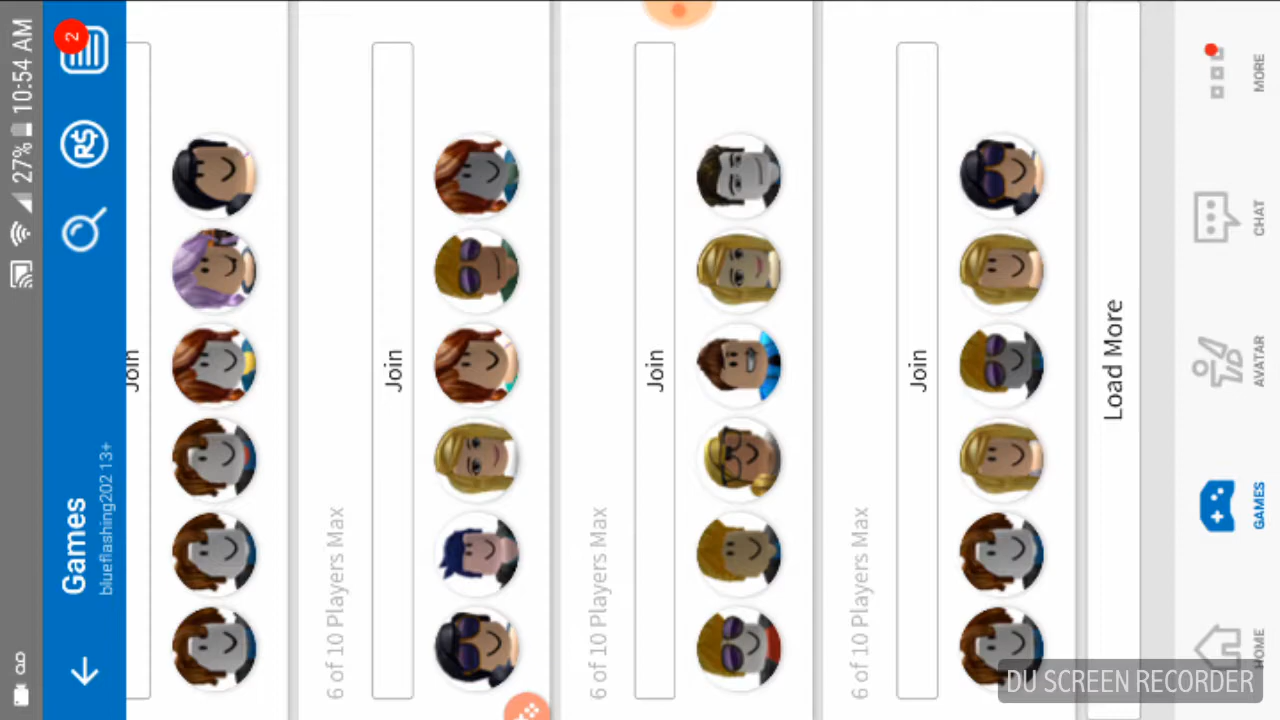 27% 10:54 AM
Games
blueflashing202 13+
R$
2
Join
6 of 10 Players Max
Join
6 of 10 Players Max
Join
6 of 10 Players Max
Join
Load More
HOME
GAMES
AVATAR
CHAT
MORE
DU SCREEN RECORDER